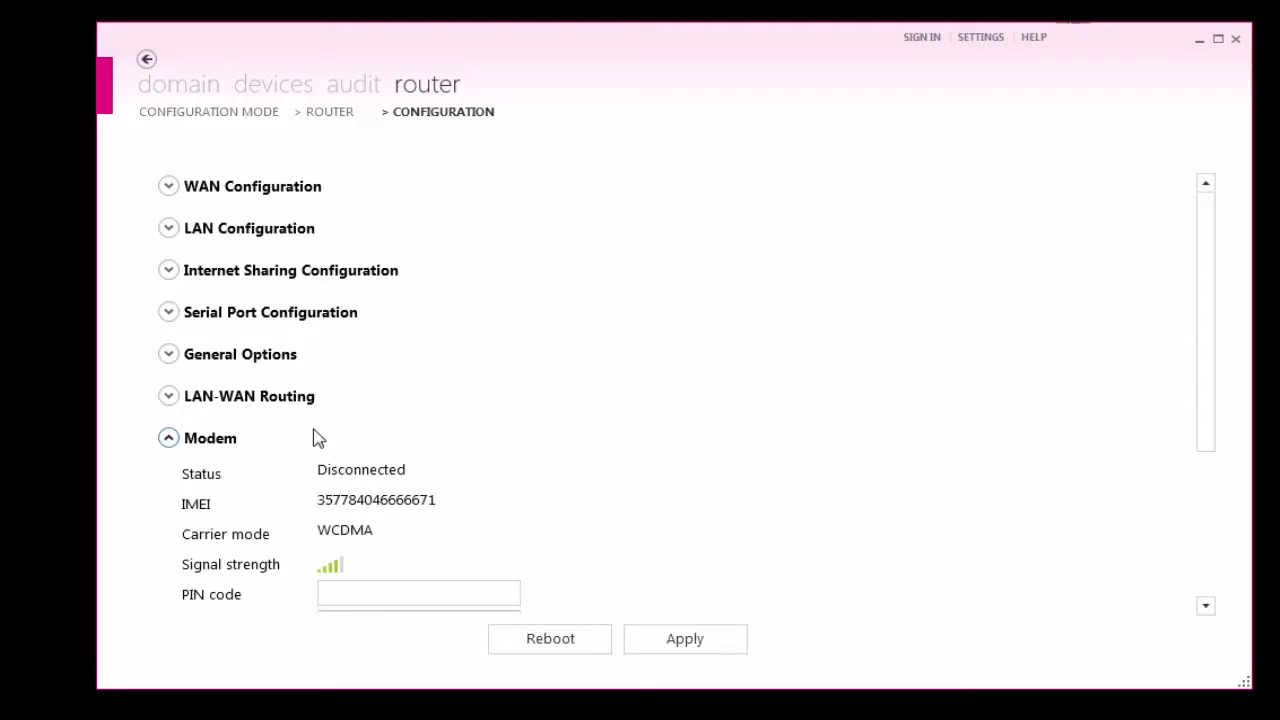 SIGN IN SETTINGS HELP
domain devices audit router
CONFIGURATION MODE > ROUTER > CONFIGURATION
WAN Configuration
LAN Configuration
Internet Sharing Configuration
Serial Port Configuration
General Options
LAN-WAN Routing
Modem
Status Disconnected
IMEI 357784046666671
Carrier mode WCDMA
Signal strength
PIN code
Reboot Apply